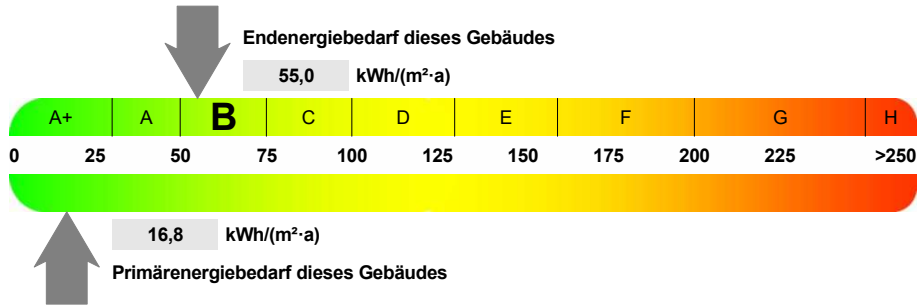 Endenergiebedarf dieses Gebäudes
55,0 kWh/(m²·a)
A+ A B C D E F G H
0 25 50 75 100 125 150 175 200 225 >250
16,8 kWh/(m²·a)
Primärenergiebedarf dieses Gebäudes